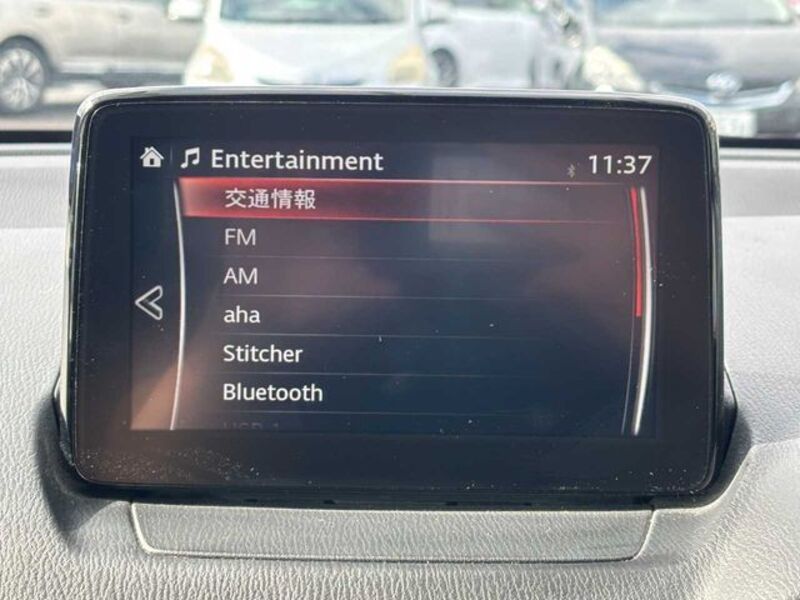 Entertainment 11:37
交通情報
FM
AM
aha
Stitcher
Bluetooth